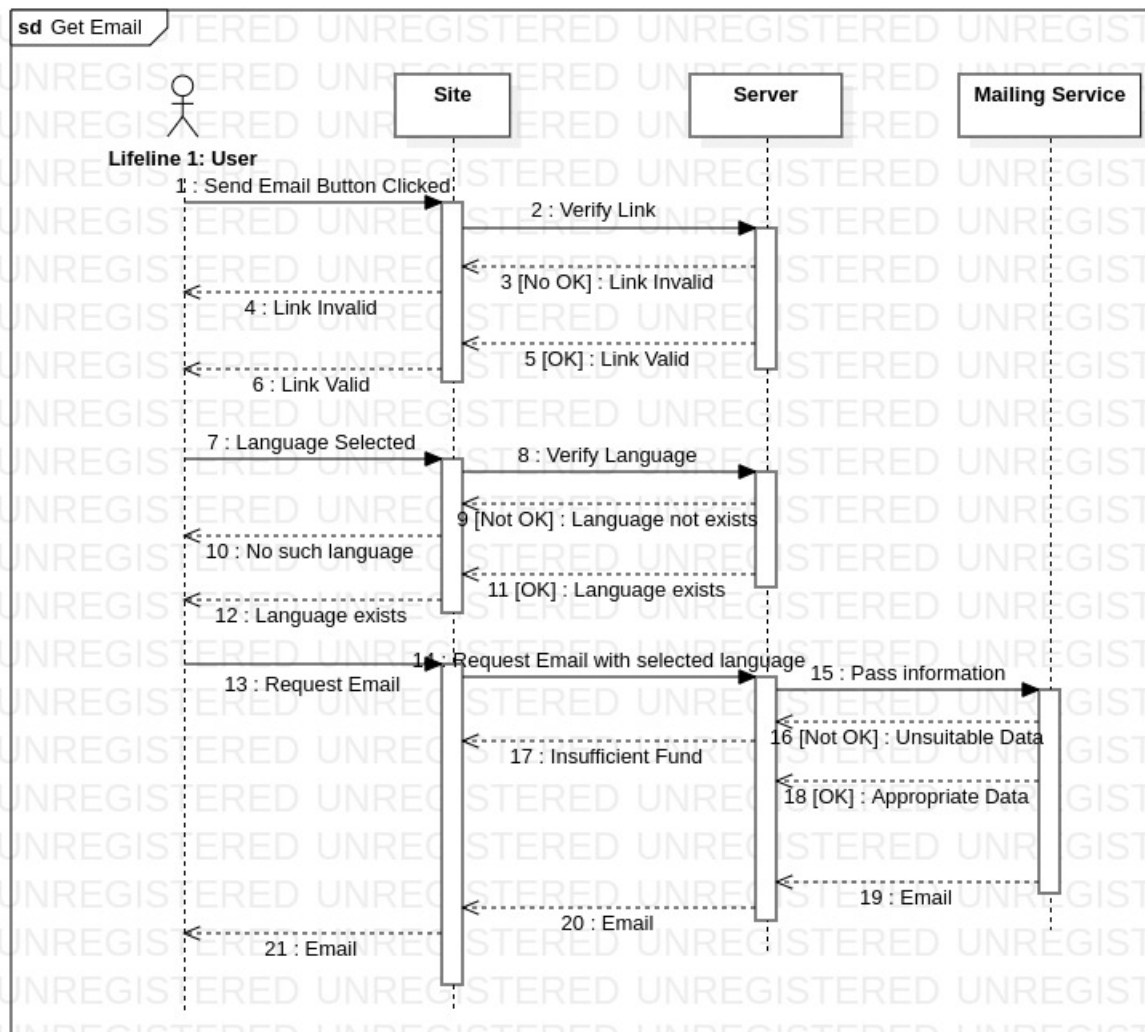 sd Get Email
Site
Server
Mailing Service
Lifeline 1: User
1 : Send Email Button Clicked
2 : Verify Link
3 [No OK] : Link Invalid
4 : Link Invalid
5 [OK] : Link Valid
6 : Link Valid
7 : Language Selected
8 : Verify Language
9 [Not OK] : Language not exists
10 : No such language
11 [OK] : Language exists
12 : Language exists
13 : Request Email
14 : Request Email with selected language
15 : Pass information
16 [Not OK] : Unsuitable Data
17 : Insufficient Fund
18 [OK] : Appropriate Data
19 : Email
20 : Email
21 : Email
UNREGISTERED